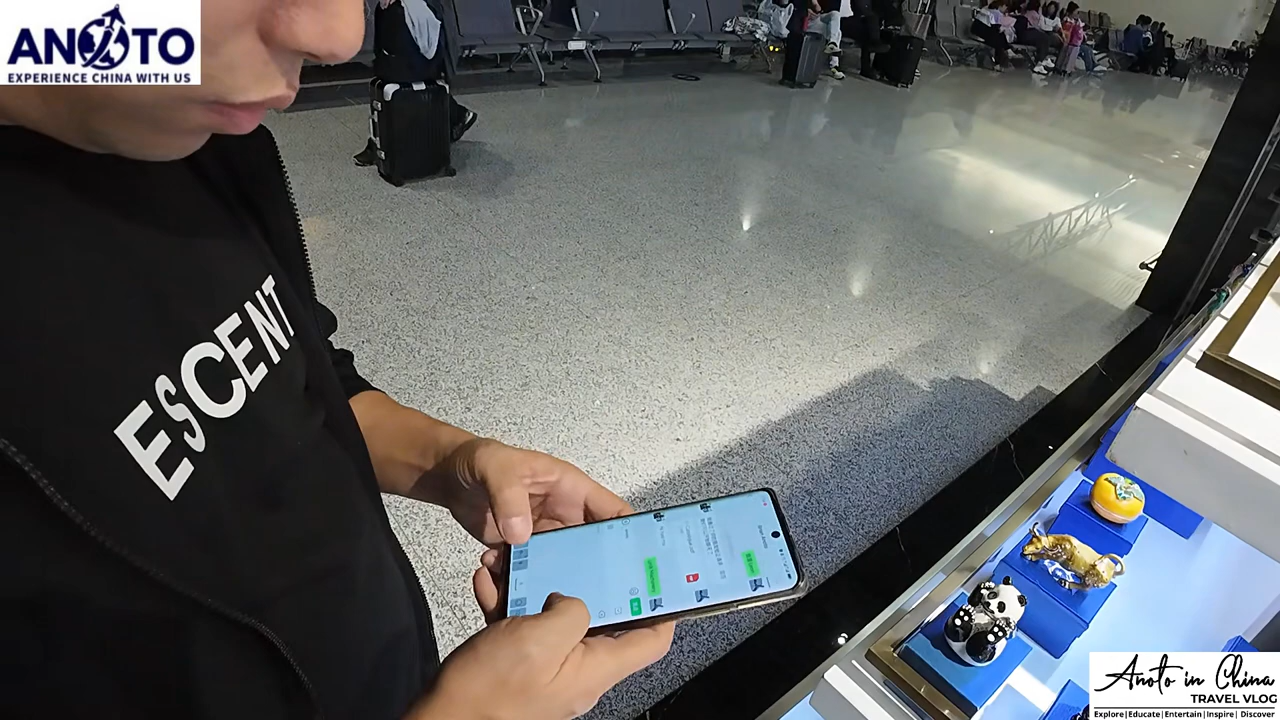 ANOTO
EXPERIENCE CHINA WITH US
ESCENT
Anoto in China
TRAVEL VLOG
Explore|Educate|Entertain|Inspire| Discover